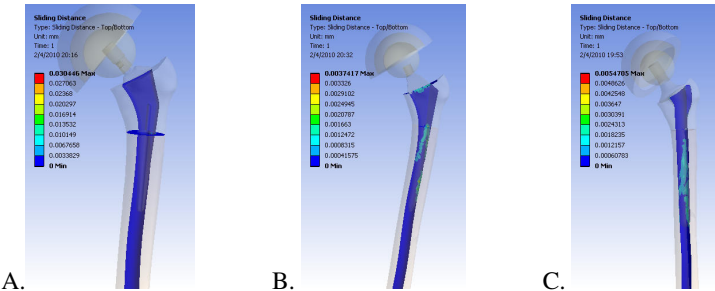 Sliding Distance
Type: Sliding Distance - Top/Bottom
Unit: mm
Time: 1
2/4/2010 20:16
0.030446 Max
0.027063
0.02368
0.020297
0.016914
0.013532
0.010149
0.0067658
0.0033829
0 Min
A.
Sliding Distance
Type: Sliding Distance - Top/Bottom
Unit: mm
Time: 1
2/4/2010 20:32
0.0037417 Max
0.003326
0.0029102
0.0024945
0.0020787
0.001663
0.0012472
0.0008315
0.00041575
0 Min
B.
Sliding Distance
Type: Sliding Distance - Top/Bottom
Unit: mm
Time: 1
2/4/2010 19:53
0.0054705 Max
0.0048626
0.0042548
0.003647
0.0030391
0.0024313
0.0018235
0.0012157
0.00060783
0 Min
C.